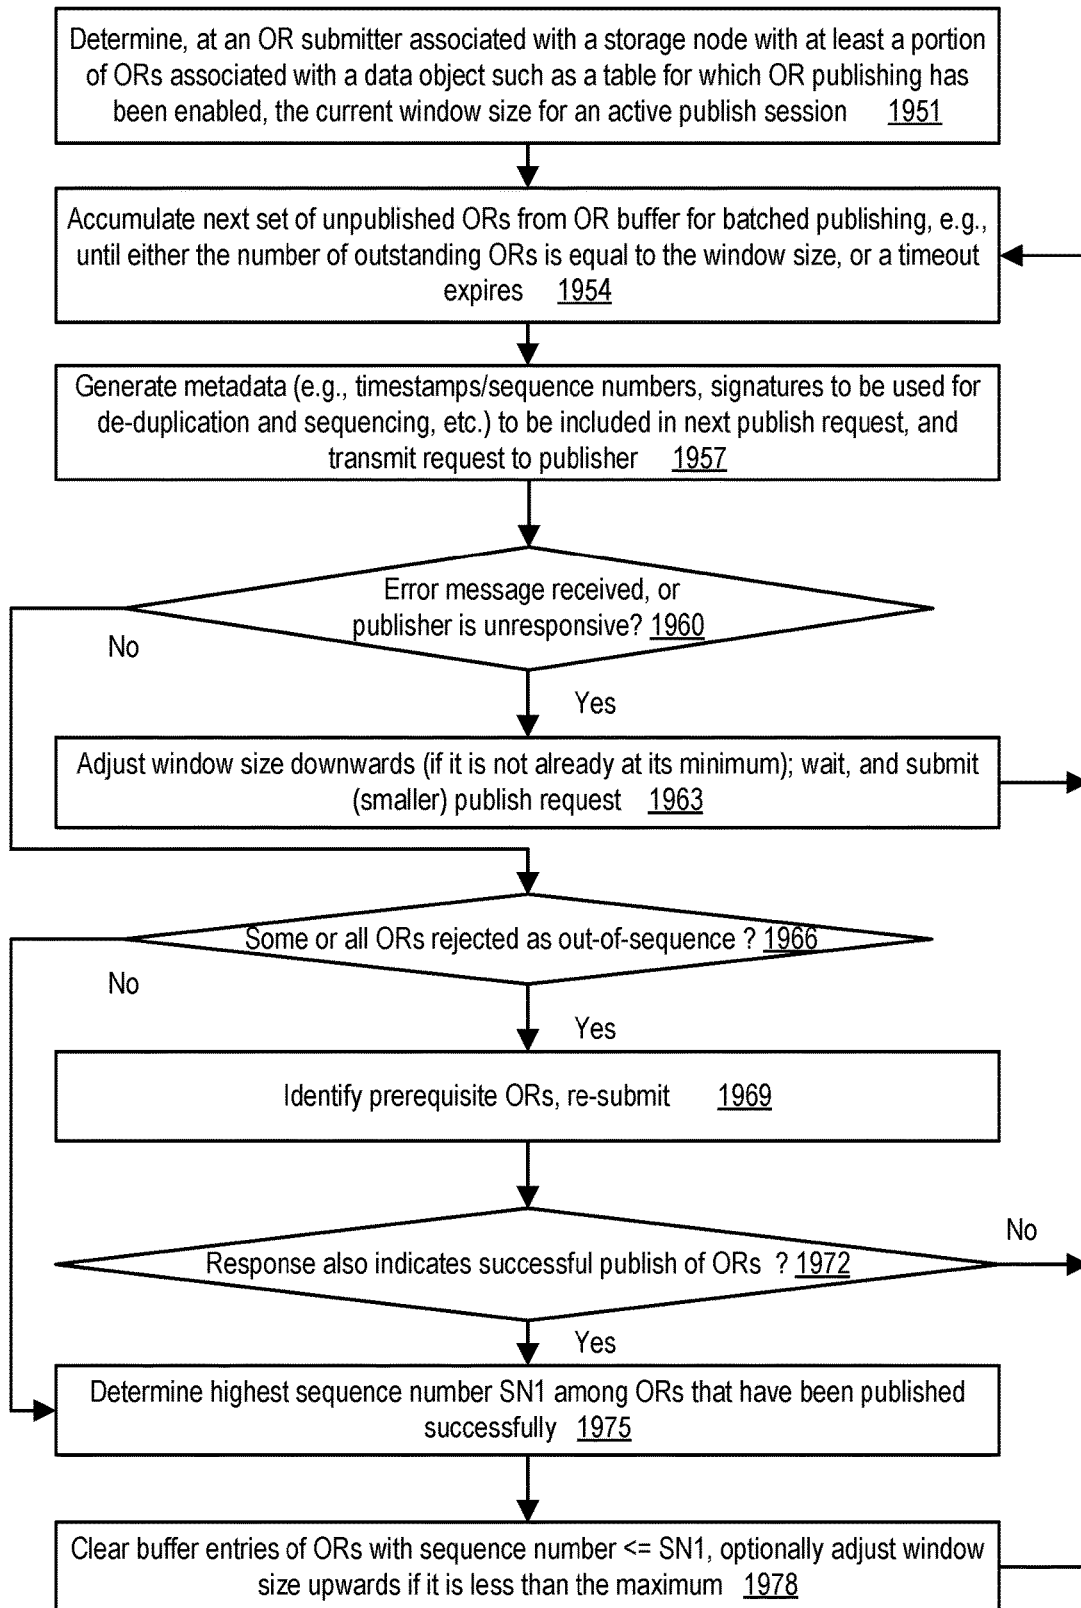 Determine, at an OR submitter associated with a storage node with at least a portion
of ORs associated with a data object such as a table for which OR publishing has
been enabled, the current window size for an active publish session 1951
Accumulate next set of unpublished ORs from OR buffer for batched publishing, e.g.,
until either the number of outstanding ORs is equal to the window size, or a timeout
expires 1954
Generate metadata (e.g., timestamps/sequence numbers, signatures to be used for
de-duplication and sequencing, etc.) to be included in next publish request, and
transmit request to publisher 1957
Error message received, or
publisher is unresponsive? 1960
No
Yes
Adjust window size downwards (if it is not already at its minimum); wait, and submit
(smaller) publish request 1963
Some or all ORs rejected as out-of-sequence ? 1966
No
Yes
Identify prerequisite ORs, re-submit 1969
No
Response also indicates successful publish of ORs ? 1972
Yes
Determine highest sequence number SN1 among ORs that have been published
successfully 1975
Clear buffer entries of ORs with sequence number <= SN1, optionally adjust window
size upwards if it is less than the maximum 1978